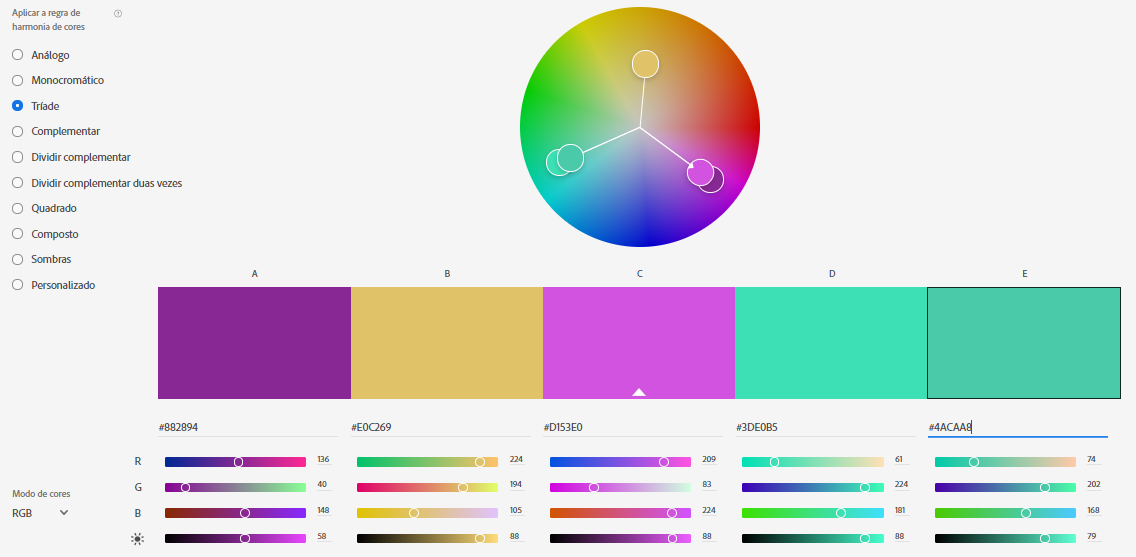 Aplicar a regra de
harmonia de cores
Análogo
Monocromático
Tríade
Complementar
Dividir complementar
Dividir complementar duas vezes
Quadrado
Composto
Sombras
Personalizado
A B C D E
#882894 #E0C269 #D153E0 #3DE0B5 #4ACAA8
R 136 224 209 61 74
G 40 194 83 224 202
Modo de cores
RGB
B 148 105 224 181 168
58 88 88 88 79